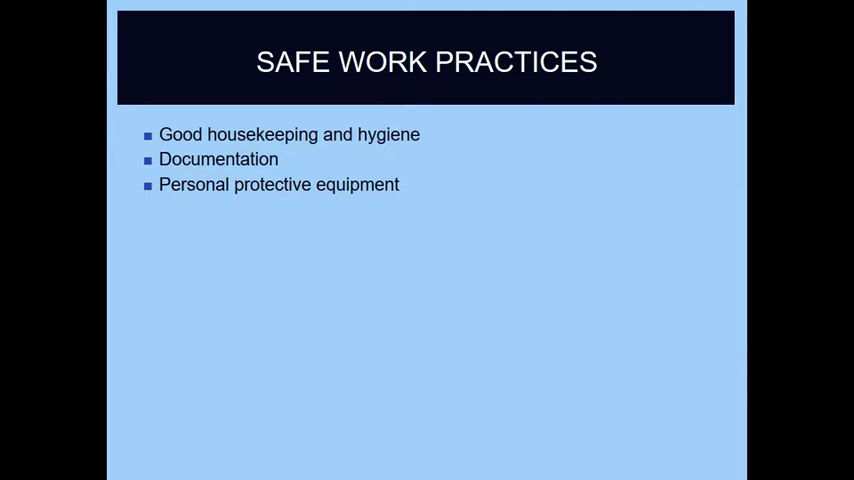 SAFE WORK PRACTICES
Good housekeeping and hygiene
Documentation
Personal protective equipment